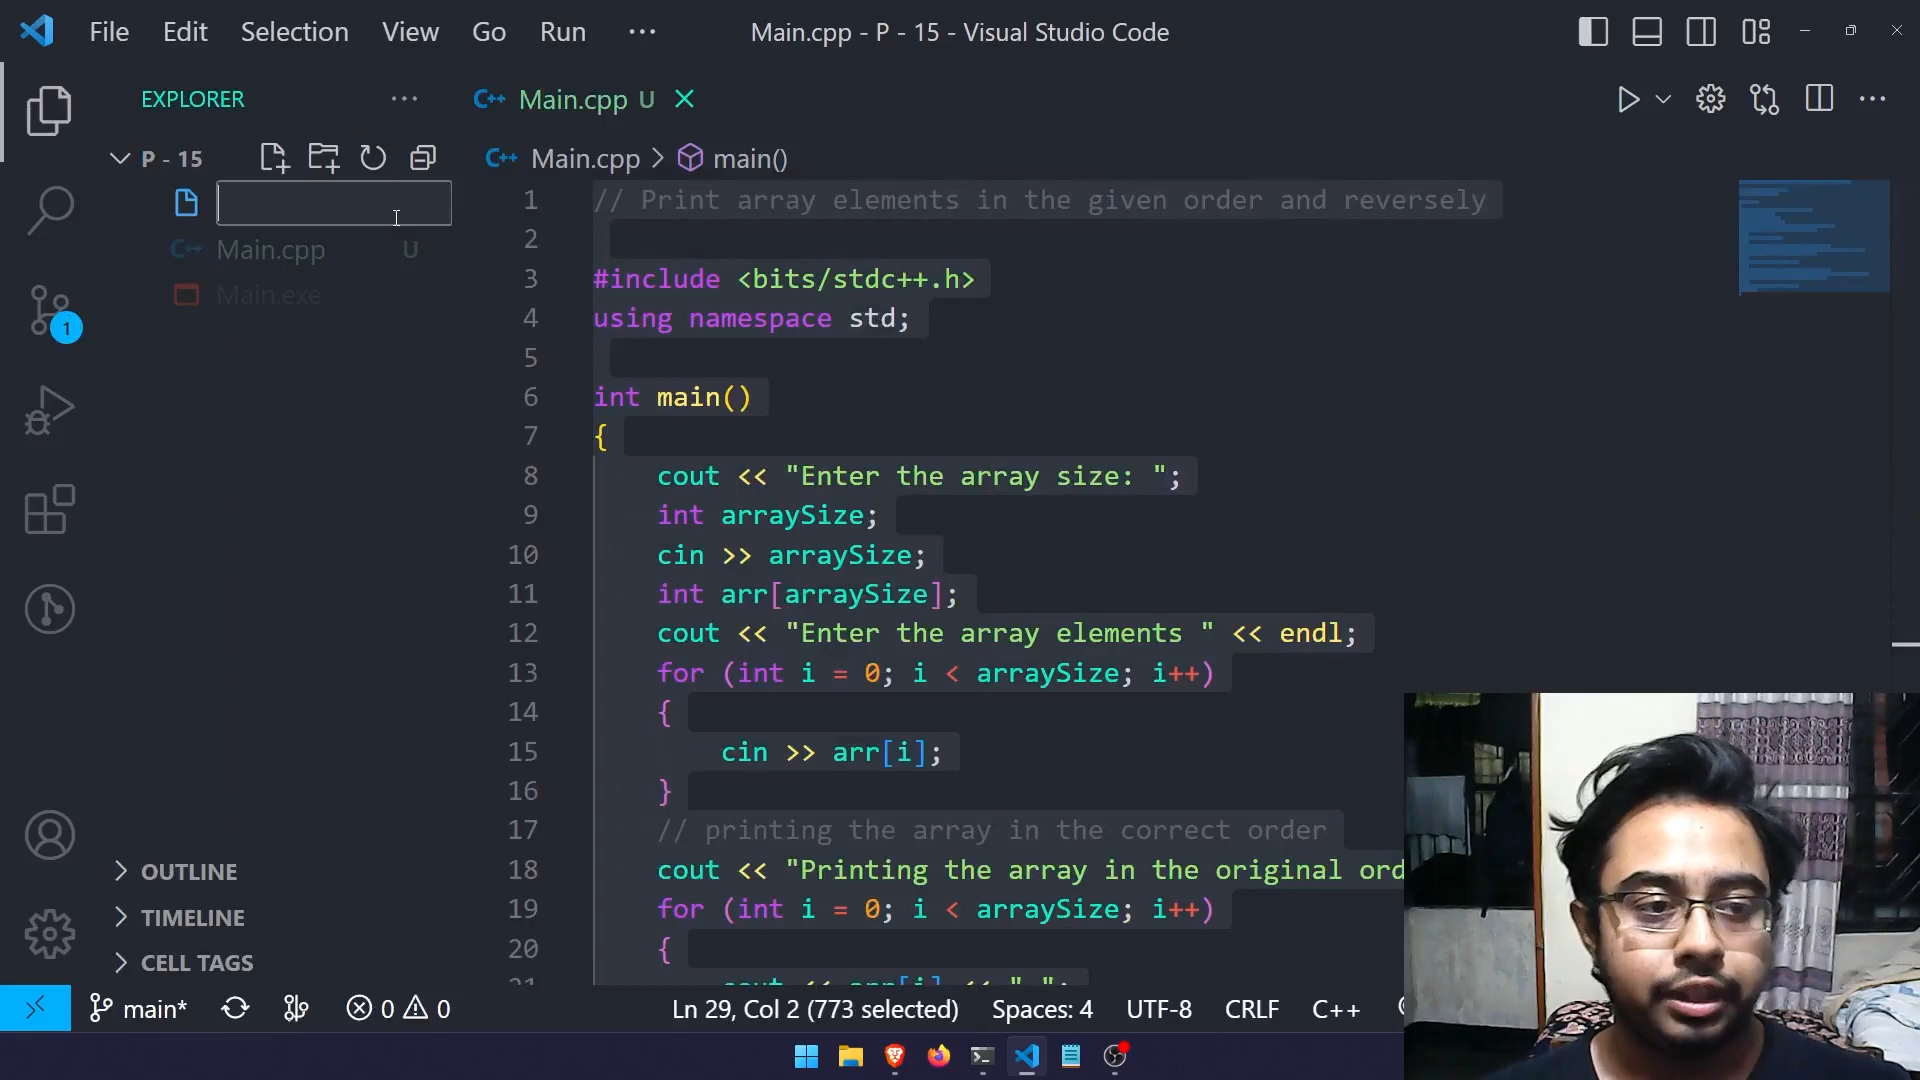 File Edit Selection View Go Run ··· Main.cpp - P - 15 - Visual Studio Code
EXPLORER ···
C++ Main.cpp U
P - 15
C++ Main.cpp > main()
C++ Main.cpp U
Main.exe
1 // Print array elements in the given order and reversely
2
3 #include <bits/stdc++.h>
4 using namespace std;
5
6 int main()
7 {
8 cout << "Enter the array size: ";
9 int arraySize;
10 cin >> arraySize;
11 int arr[arraySize];
12 cout << "Enter the array elements " << endl;
13 for (int i = 0; i < arraySize; i++)
14 {
15 cin >> arr[i];
16 }
17 // printing the array in the correct order
18 cout << "Printing the array in the original ord
19 for (int i = 0; i < arraySize; i++)
20 {
21 cout << arr[i] << " ";
1
OUTLINE
TIMELINE
CELL TAGS
main* 0 0 Ln 29, Col 2 (773 selected) Spaces: 4 UTF-8 CRLF C++